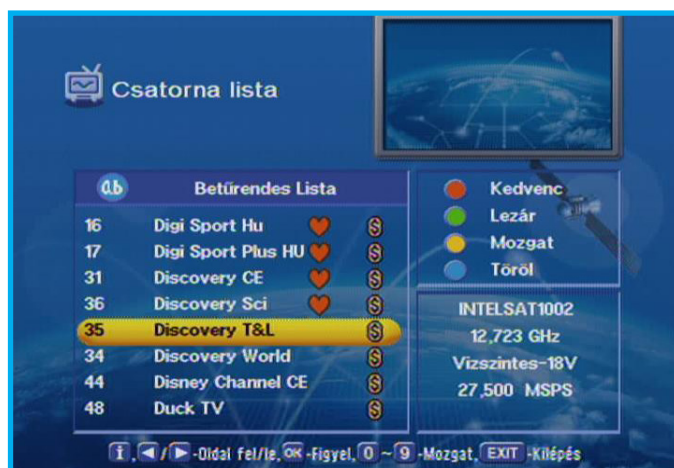 Csatorna lista
ab Betűrendes Lista
16 Digi Sport Hu $
17 Digi Sport Plus HU $
31 Discovery CE $
36 Discovery Sci $
35 Discovery T&L $
34 Discovery World $
44 Disney Channel CE $
48 Duck TV $
Kedvenc
Lezár
Mozgat
Töröl
INTELSAT1002
12,723 GHz
Vízszintes-18V
27,500 MSPS
i,◀/▶-Oldal fel/le,OK-Figyel,0~9-Mozgat,EXIT-Kilépés